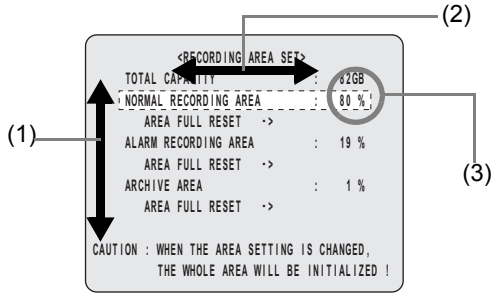 (2)
<RECORDING AREA SET>
TOTAL CAPACITY : 82GB
NORMAL RECORDING AREA : 80 %
AREA FULL RESET ->
(1)
ALARM RECORDING AREA : 19 %
(3)
AREA FULL RESET ->
ARCHIVE AREA : 1 %
AREA FULL RESET ->
CAUTION : WHEN THE AREA SETTING IS CHANGED,
THE WHOLE AREA WILL BE INITIALIZED !